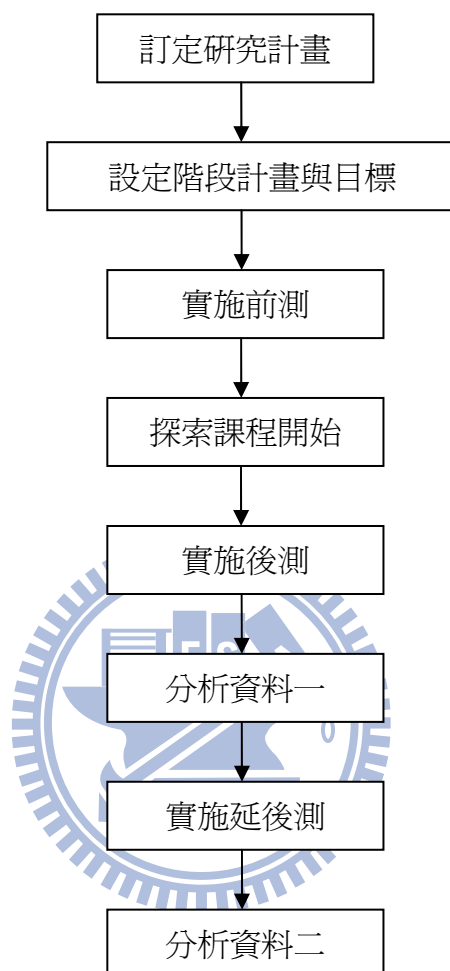 訂定研究計畫
設定階段計畫與目標
實施前測
探索課程開始
實施後測
分析資料一
實施延後測
分析資料二